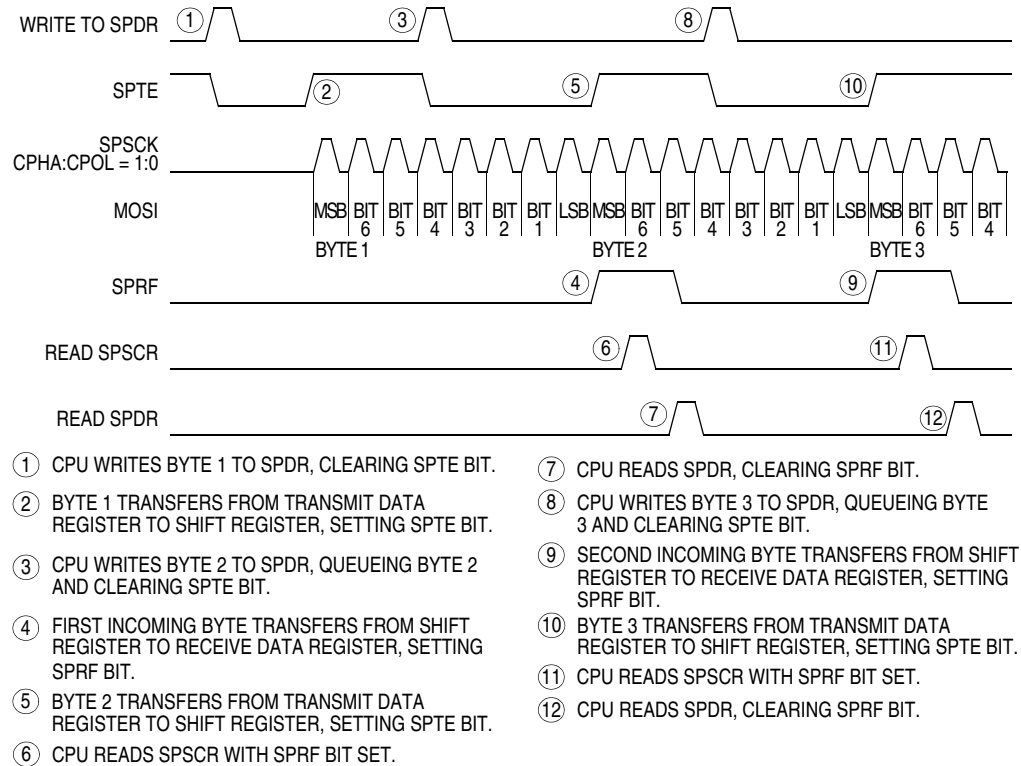 WRITE TO SPDR
1
3
8
SPTE
2
5
10
SPSCK
CPHA:CPOL = 1:0
MOSI
MSB BIT 6 BIT 5 BIT 4 BIT 3 BIT 2 BIT 1 LSB MSB BIT 6 BIT 5 BIT 4 BIT 3 BIT 2 BIT 1 LSB MSB BIT 6 BIT 5 BIT 4
BYTE 1
BYTE 2
BYTE 3
SPRF
4
9
READ SPSCR
6
11
READ SPDR
7
12
1 CPU WRITES BYTE 1 TO SPDR, CLEARING SPTE BIT.
2 BYTE 1 TRANSFERS FROM TRANSMIT DATA
REGISTER TO SHIFT REGISTER, SETTING SPTE BIT.
3 CPU WRITES BYTE 2 TO SPDR, QUEUEING BYTE 2
AND CLEARING SPTE BIT.
4 FIRST INCOMING BYTE TRANSFERS FROM SHIFT
REGISTER TO RECEIVE DATA REGISTER, SETTING
SPRF BIT.
5 BYTE 2 TRANSFERS FROM TRANSMIT DATA
REGISTER TO SHIFT REGISTER, SETTING SPTE BIT.
6 CPU READS SPSCR WITH SPRF BIT SET.
7 CPU READS SPDR, CLEARING SPRF BIT.
8 CPU WRITES BYTE 3 TO SPDR, QUEUEING BYTE
3 AND CLEARING SPTE BIT.
9 SECOND INCOMING BYTE TRANSFERS FROM SHIFT
REGISTER TO RECEIVE DATA REGISTER, SETTING
SPRF BIT.
10 BYTE 3 TRANSFERS FROM TRANSMIT DATA
REGISTER TO SHIFT REGISTER, SETTING SPTE BIT.
11 CPU READS SPSCR WITH SPRF BIT SET.
12 CPU READS SPDR, CLEARING SPRF BIT.